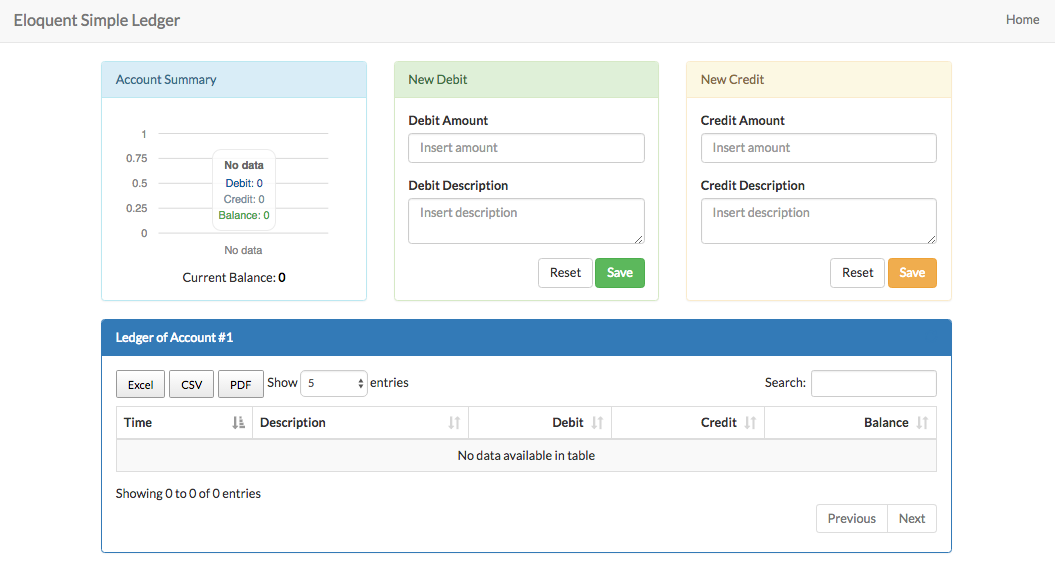 Eloquent Simple Ledger
Home
Account Summary
1
0.75
0.5
0.25
0
No data
Debit: 0
Credit: 0
Balance: 0
No data
Current Balance: 0
New Debit
Debit Amount
Insert amount
Debit Description
Insert description
Reset Save
New Credit
Credit Amount
Insert amount
Credit Description
Insert description
Reset Save
Ledger of Account #1
Excel CSV PDF Show 5 entries Search:
Time Description Debit Credit Balance
No data available in table
Showing 0 to 0 of 0 entries
Previous Next